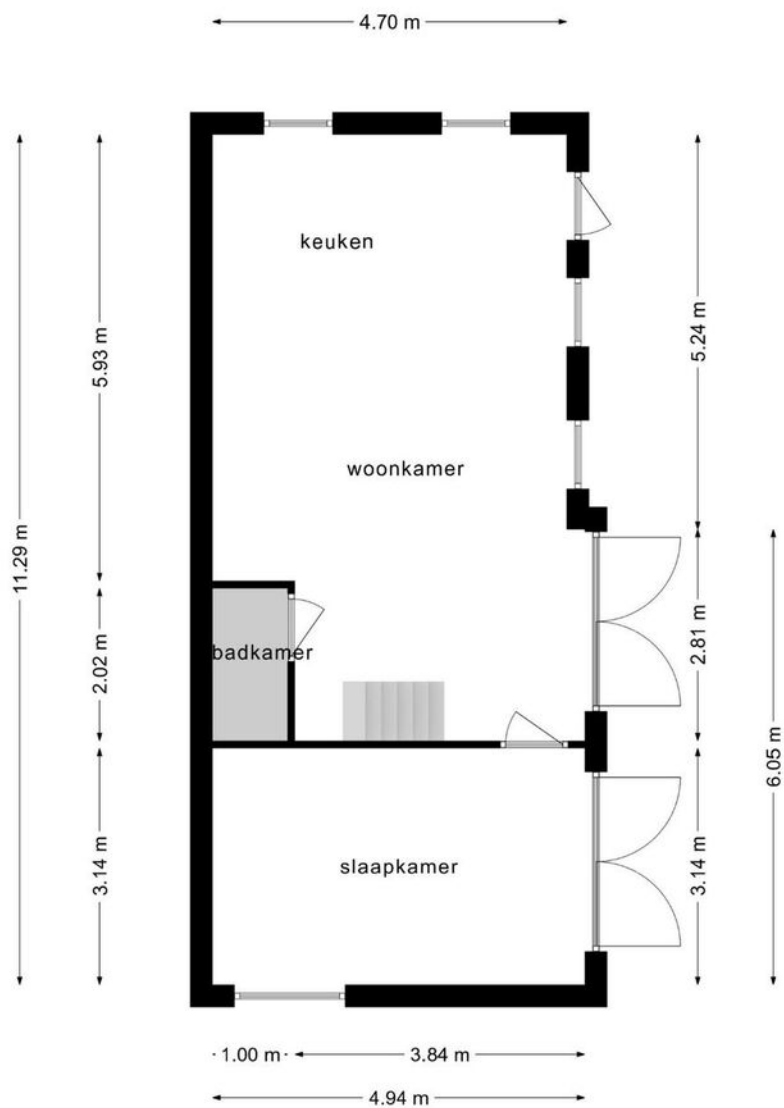 4.70 m
keuken
5.93 m
5.24 m
woonkamer
11.29 m
badkamer
2.02 m
2.81 m
6.05 m
3.14 m
slaapkamer
3.14 m
1.00 m
3.84 m
4.94 m